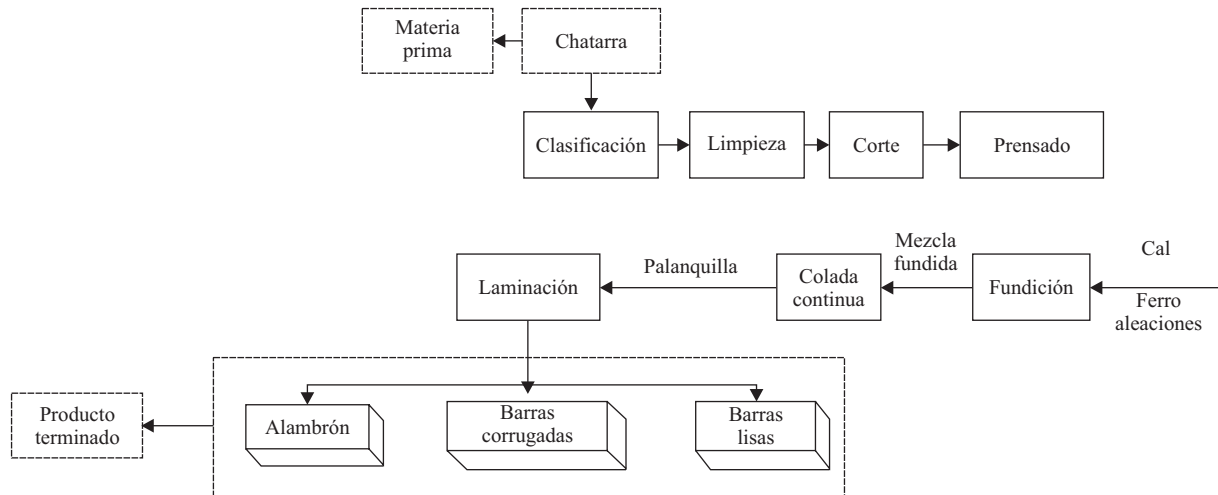 Materia
prima
Chatarra
Clasificación
Limpieza
Corte
Prensado
Laminación
Palanquilla
Colada
continua
Mezcla
fundida
Fundición
Cal
Ferro
aleaciones
Producto
terminado
Alambrón
Barras
corrugadas
Barras
lisas